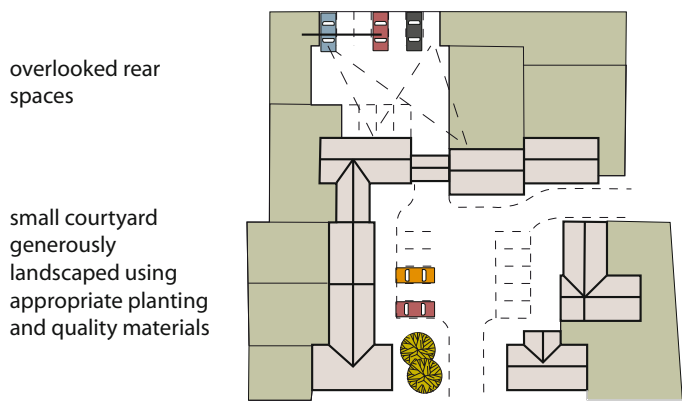 overlooked rear
spaces
small courtyard
generously
landscaped using
appropriate planting
and quality materials